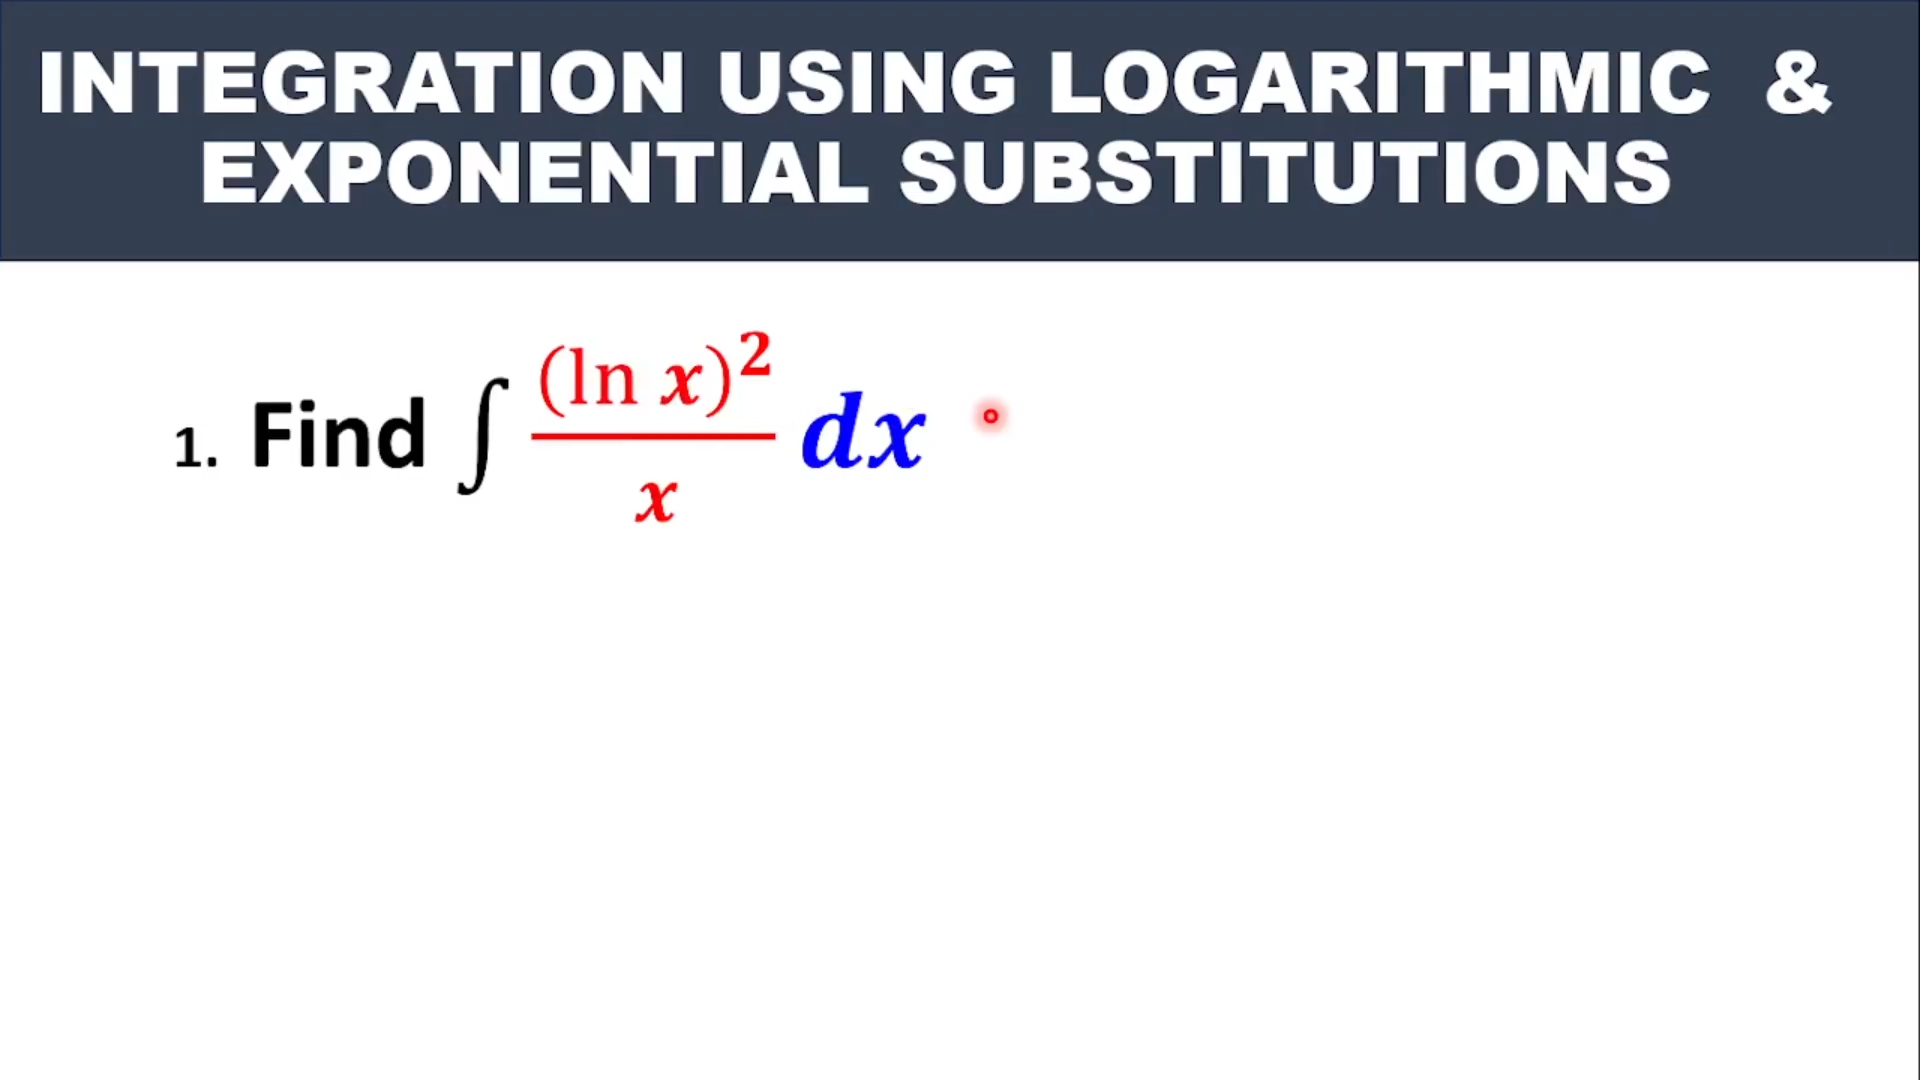 INTEGRATION USING LOGARITHMIC &
EXPONENTIAL SUBSTITUTIONS
1. Find ∫ (ln x)² / x dx